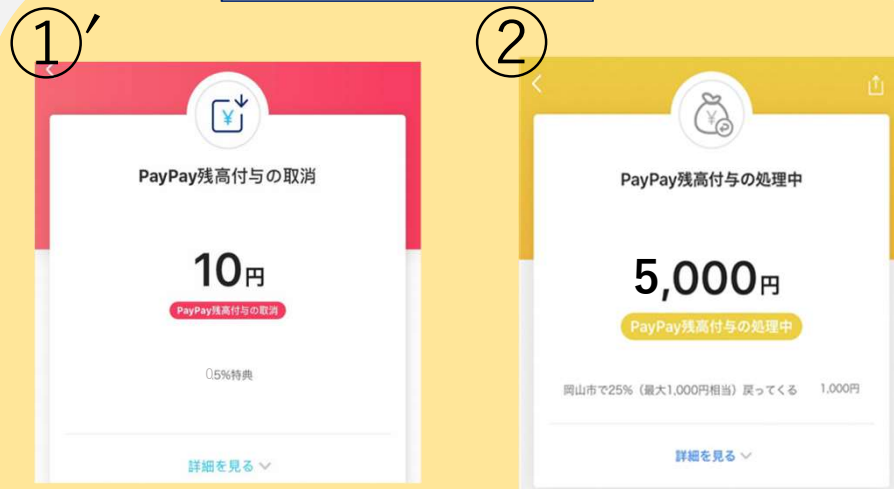 ①′
PayPay残高付与の取消
10円
PayPay残高付与の取消
0.5%特典
詳細を見る
②
PayPay残高付与の処理中
5,000円
PayPay残高付与の処理中
岡山市で25%（最大1,000円相当）戻ってくる 1,000円
詳細を見る